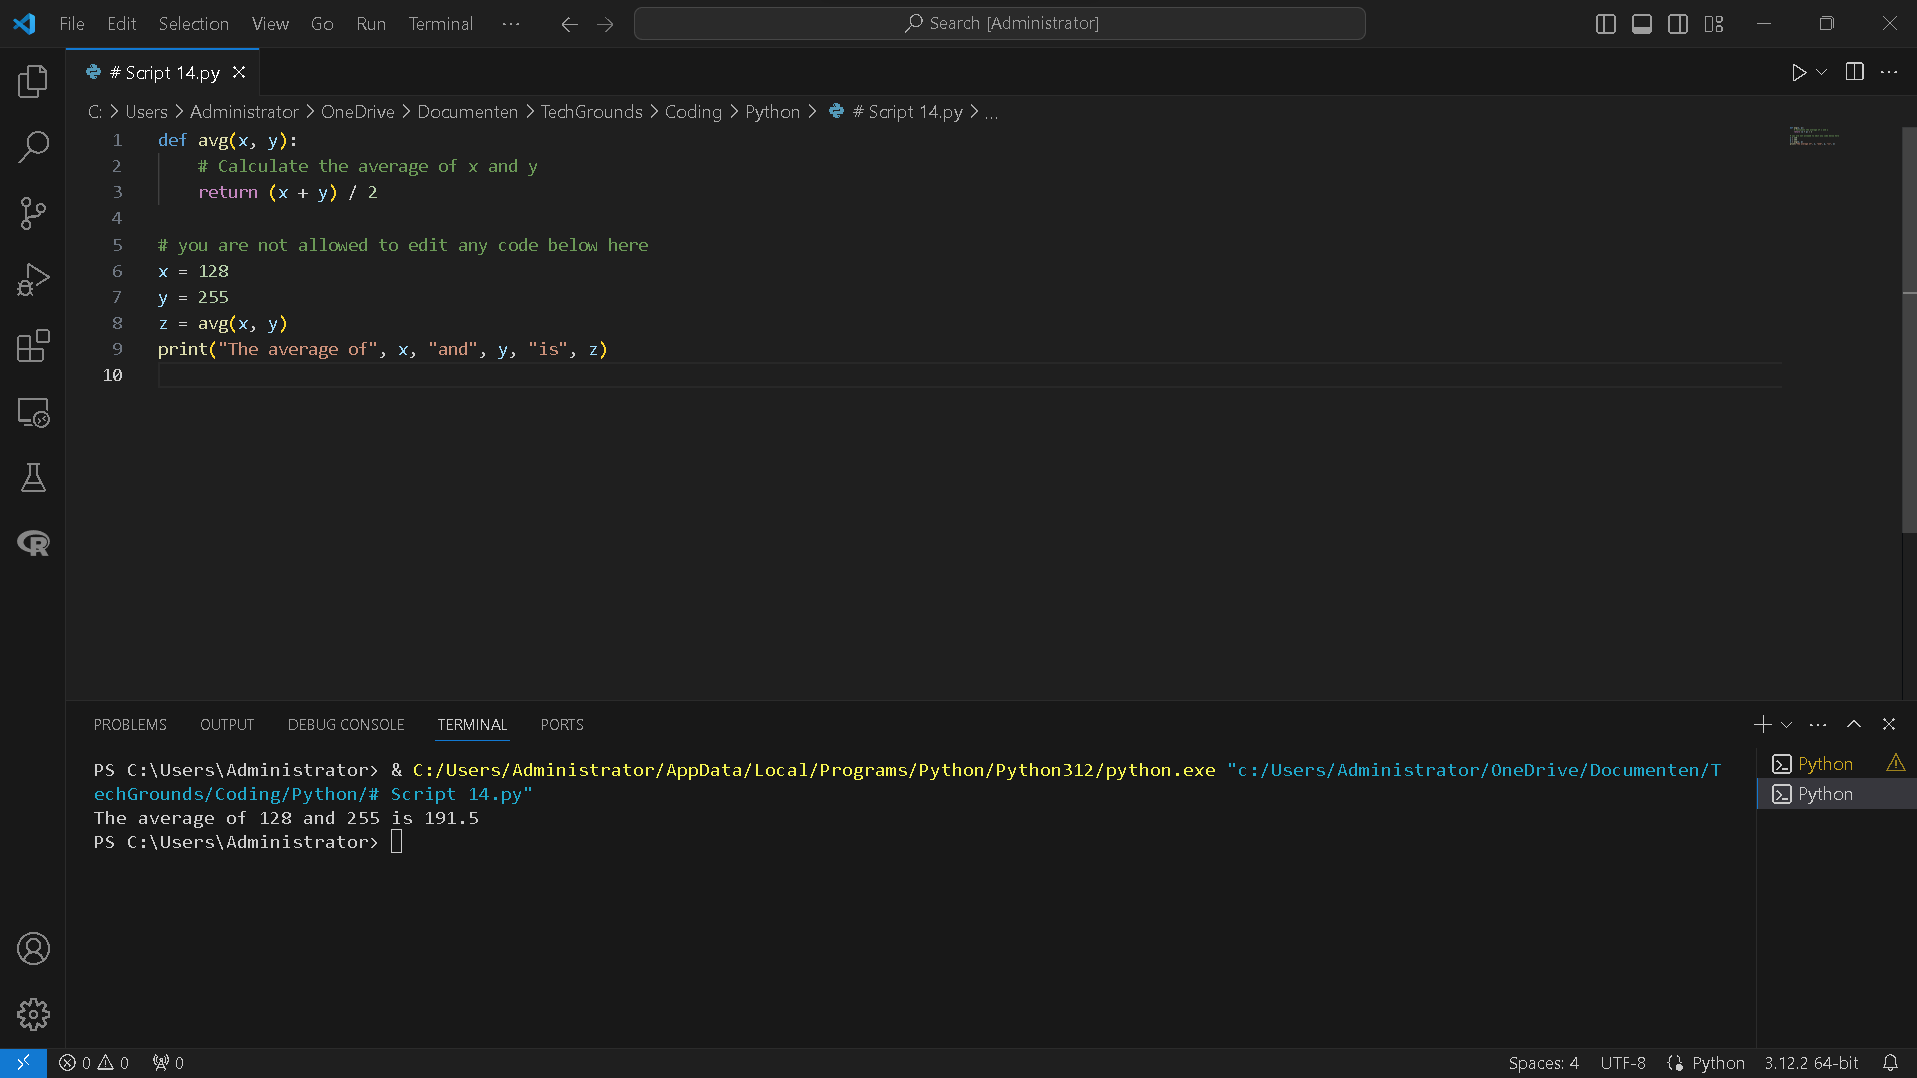 File Edit Selection View Go Run Terminal ··· Search [Administrator]
# Script 14.py
C: > Users > Administrator > OneDrive > Documenten > TechGrounds > Coding > Python > # Script 14.py > ...
1 def avg(x, y):
2 # Calculate the average of x and y
3 return (x + y) / 2
4
5 # you are not allowed to edit any code below here
6 x = 128
7 y = 255
8 z = avg(x, y)
9 print("The average of", x, "and", y, "is", z)
10
PROBLEMS OUTPUT DEBUG CONSOLE TERMINAL PORTS
PS C:\Users\Administrator> & C:/Users/Administrator/AppData/Local/Programs/Python/Python312/python.exe "c:/Users/Administrator/OneDrive/Documenten/T
echGrounds/Coding/Python/# Script 14.py"
The average of 128 and 255 is 191.5
PS C:\Users\Administrator>
Python
Python
0 0 0 Spaces: 4 UTF-8 Python 3.12.2 64-bit